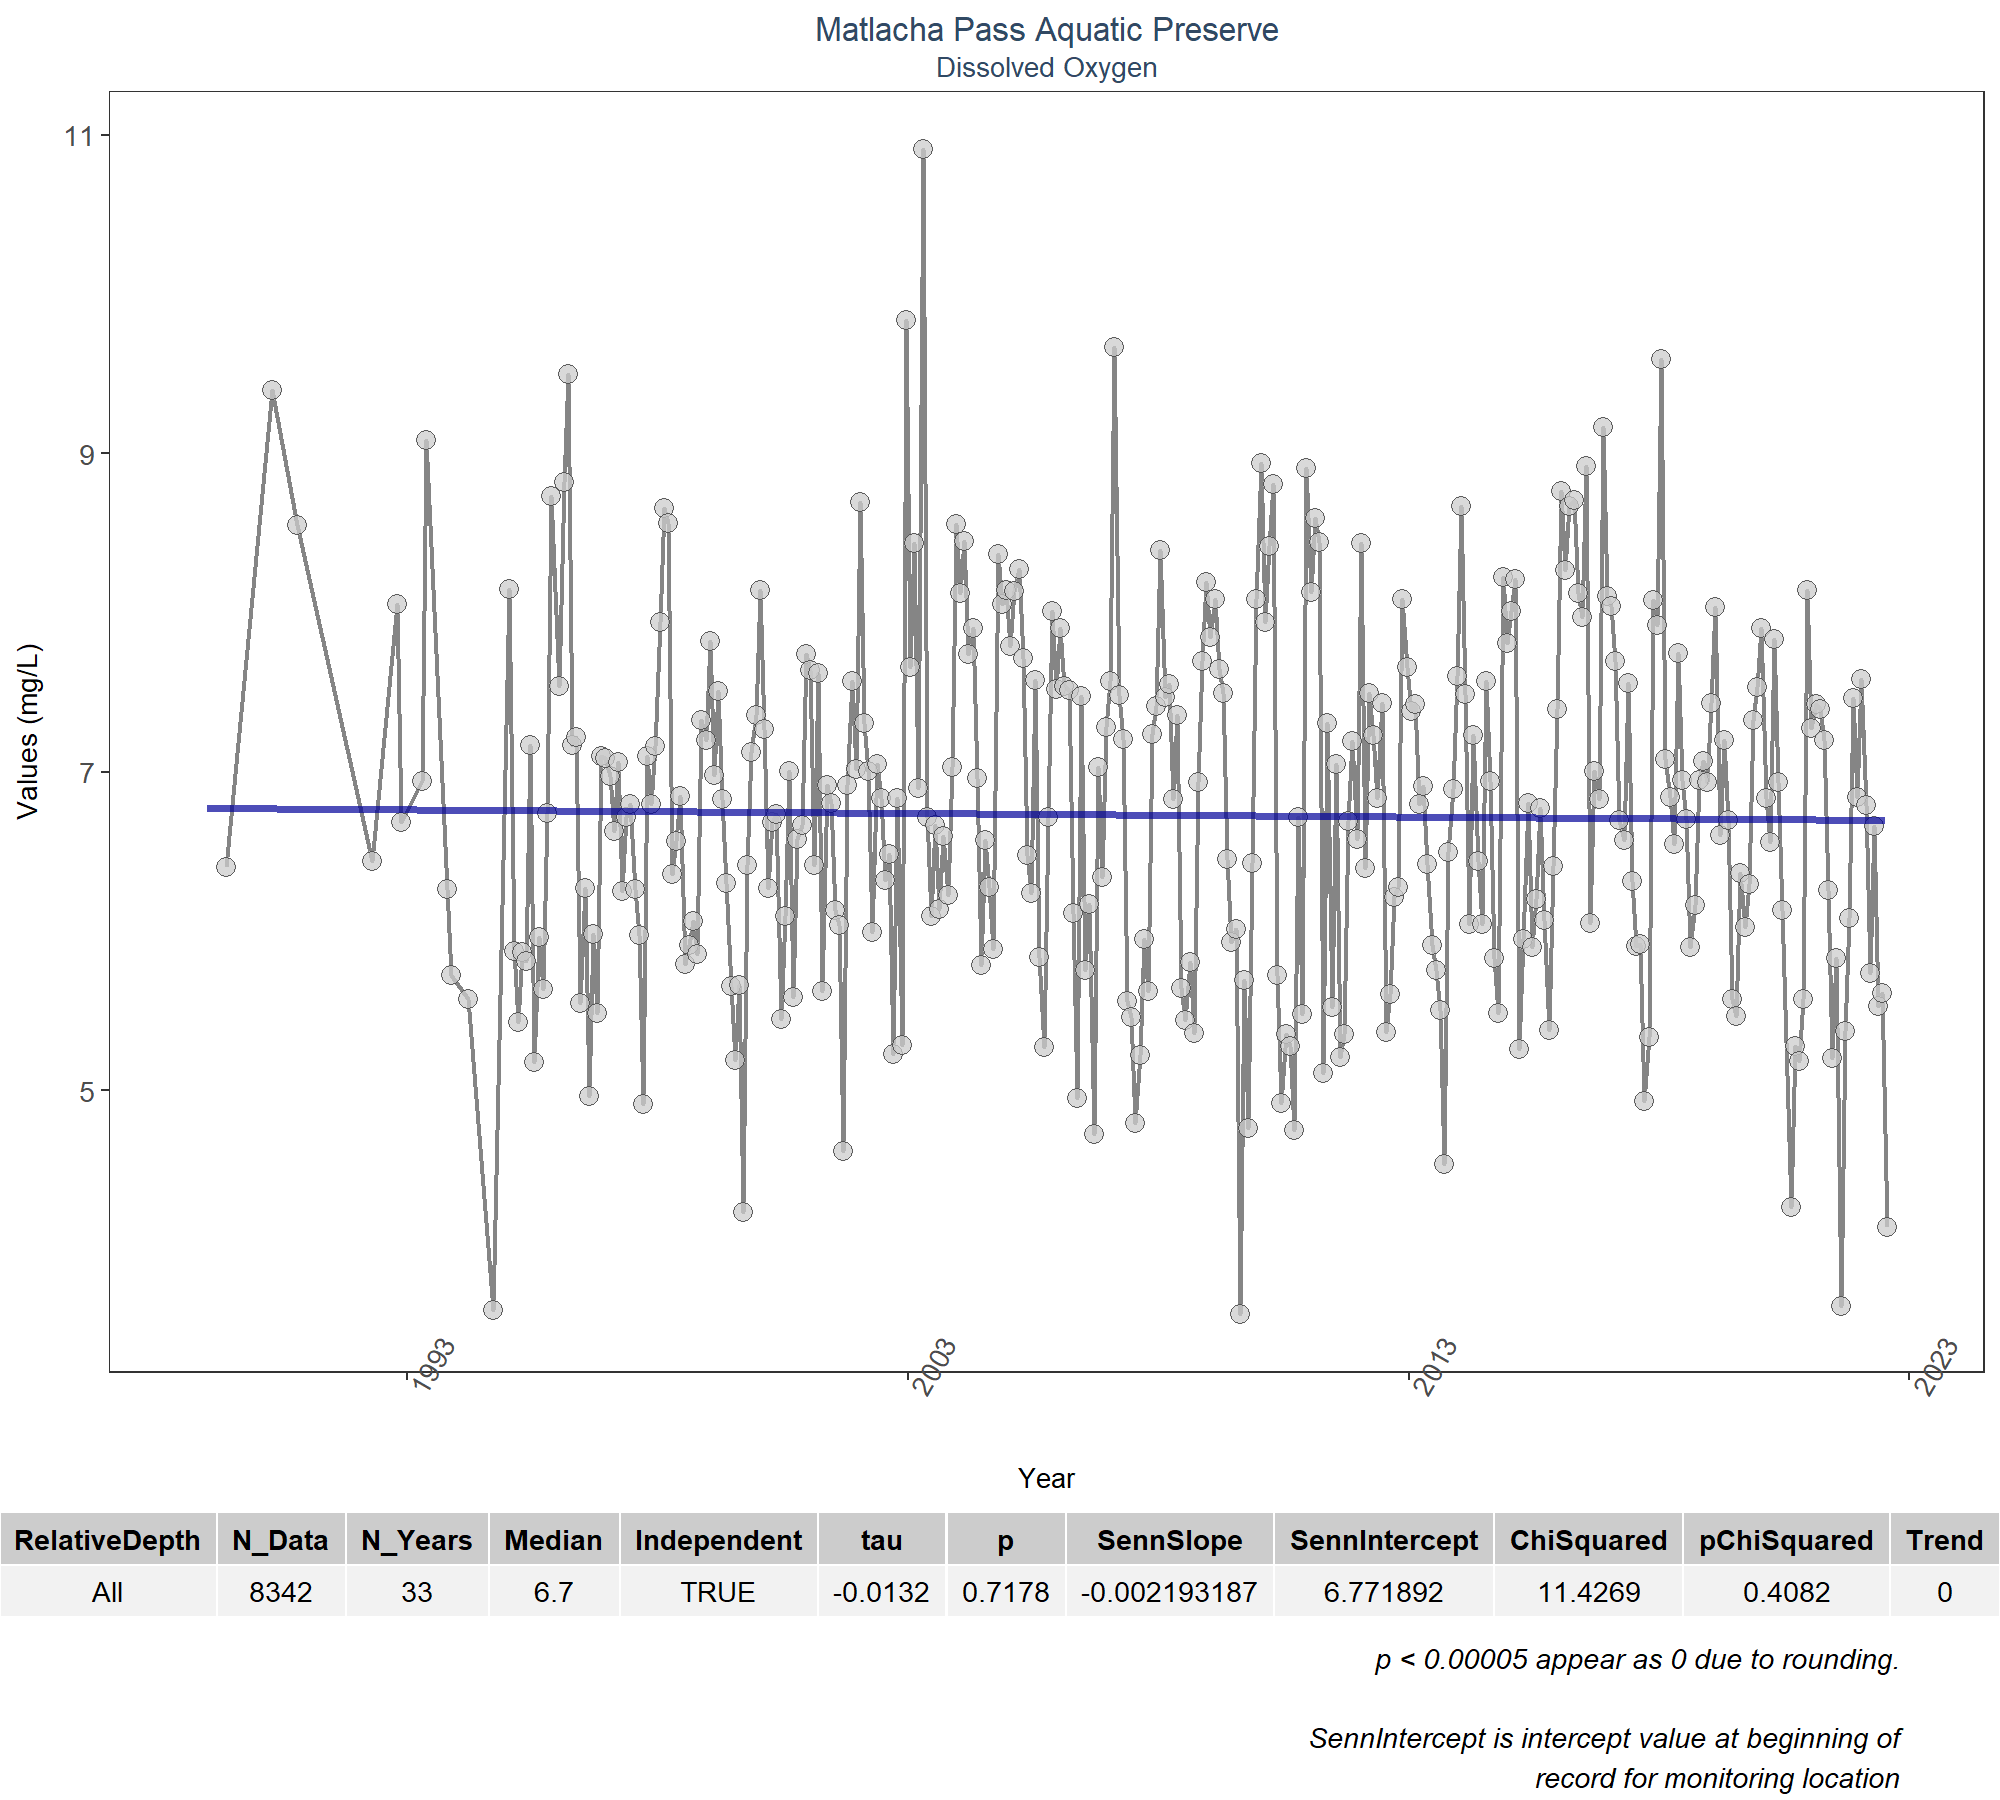 Matlacha Pass Aquatic Preserve
Dissolved Oxygen
11
9
7
5
Values (mg/L)
1993
2003
2013
2023
Year
RelativeDepth N_Data N_Years Median Independent tau p SennSlope SennIntercept ChiSquared pChiSquared Trend
All 8342 33 6.7 TRUE -0.0132 0.7178 -0.002193187 6.771892 11.4269 0.4082 0
p < 0.00005 appear as 0 due to rounding.
SennIntercept is intercept value at beginning of
record for monitoring location